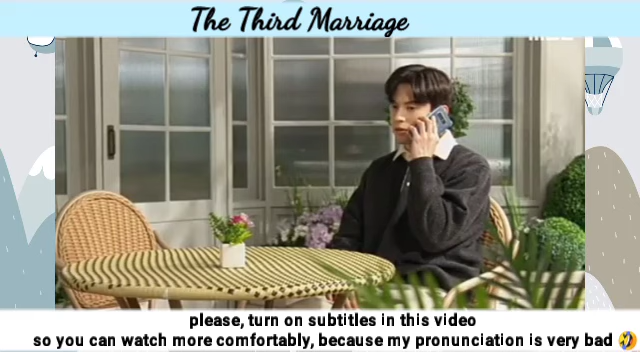 The Third Marriage
please, turn on subtitles in this video
so you can watch more comfortably, because my pronunciation is very bad 🤣